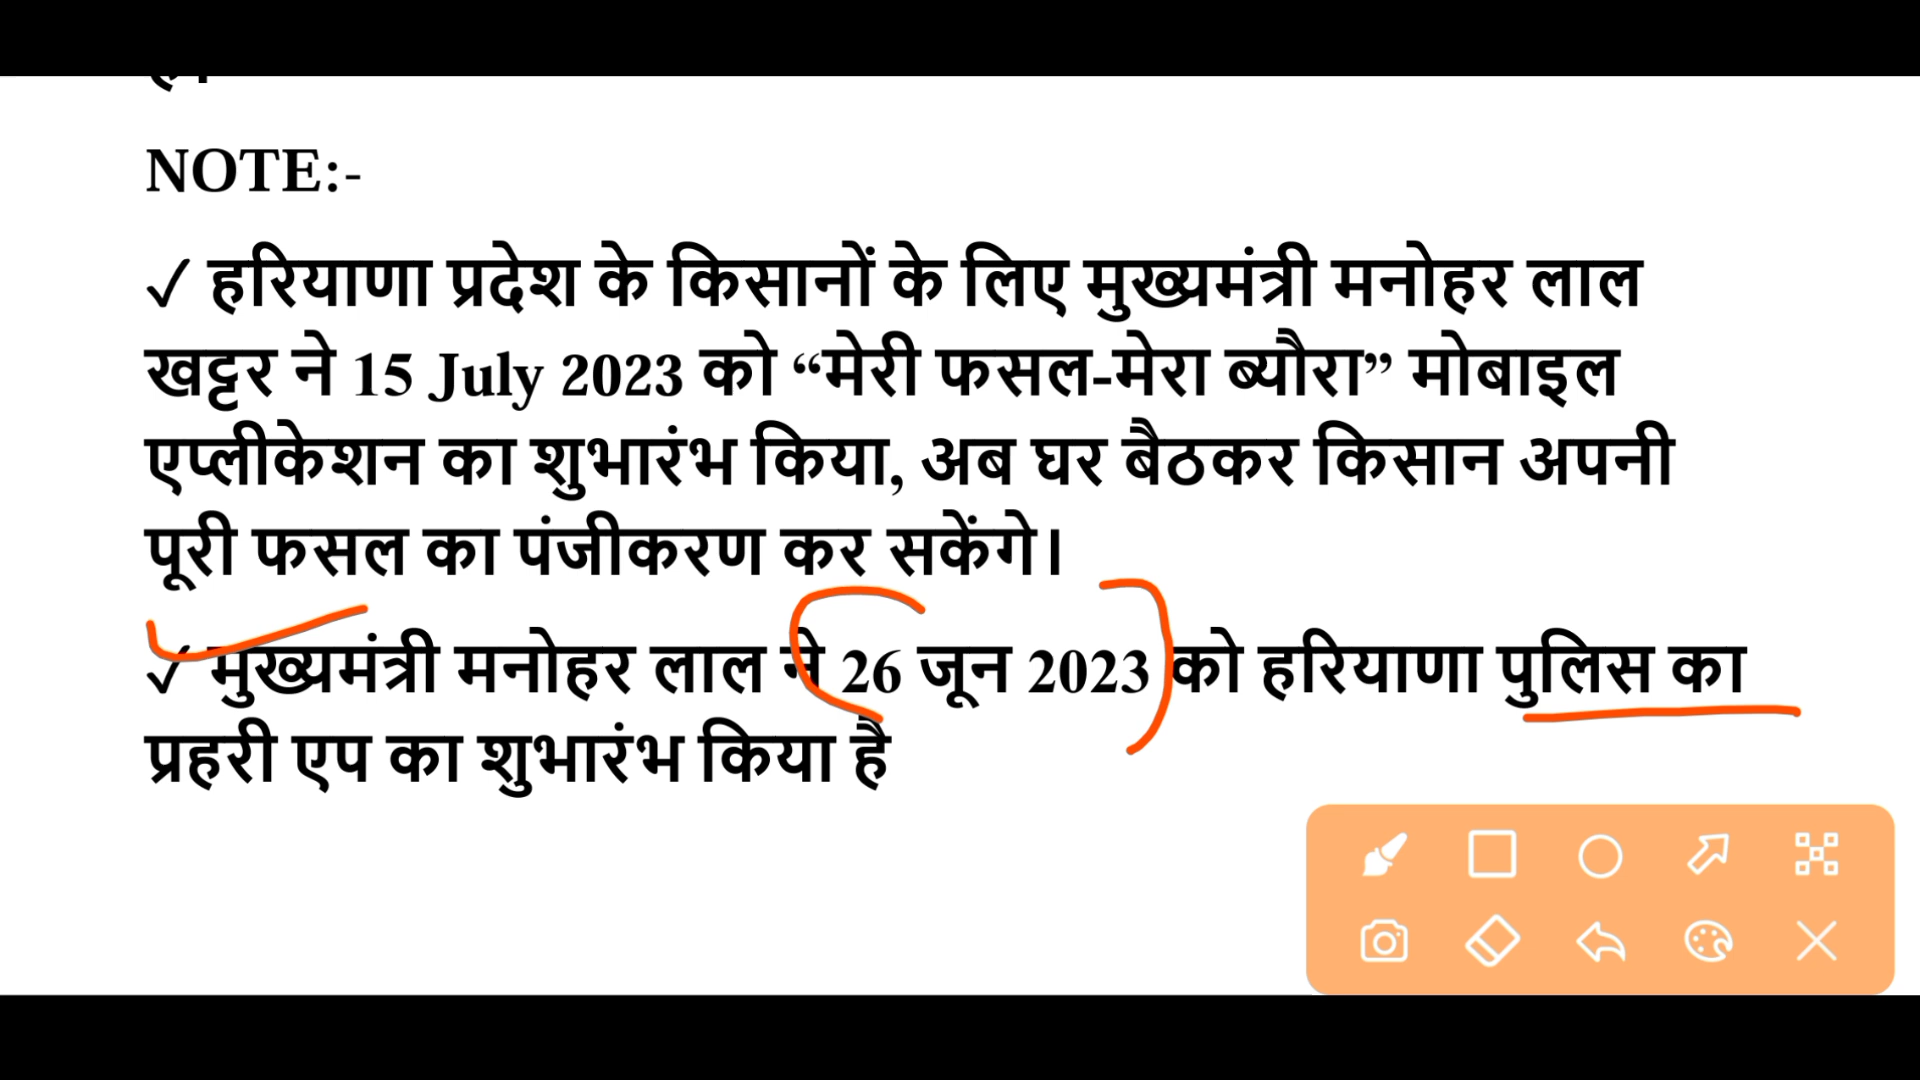 NOTE:-
✓ हरियाणा प्रदेश के किसानों के लिए मुख्यमंत्री मनोहर लाल
खट्टर ने 15 July 2023 को “मेरी फसल-मेरा ब्यौरा” मोबाइल
एप्लीकेशन का शुभारंभ किया, अब घर बैठकर किसान अपनी
पूरी फसल का पंजीकरण कर सकेंगे।
✓ मुख्यमंत्री मनोहर लाल ने 26 जून 2023 को हरियाणा पुलिस का
प्रहरी एप का शुभारंभ किया है